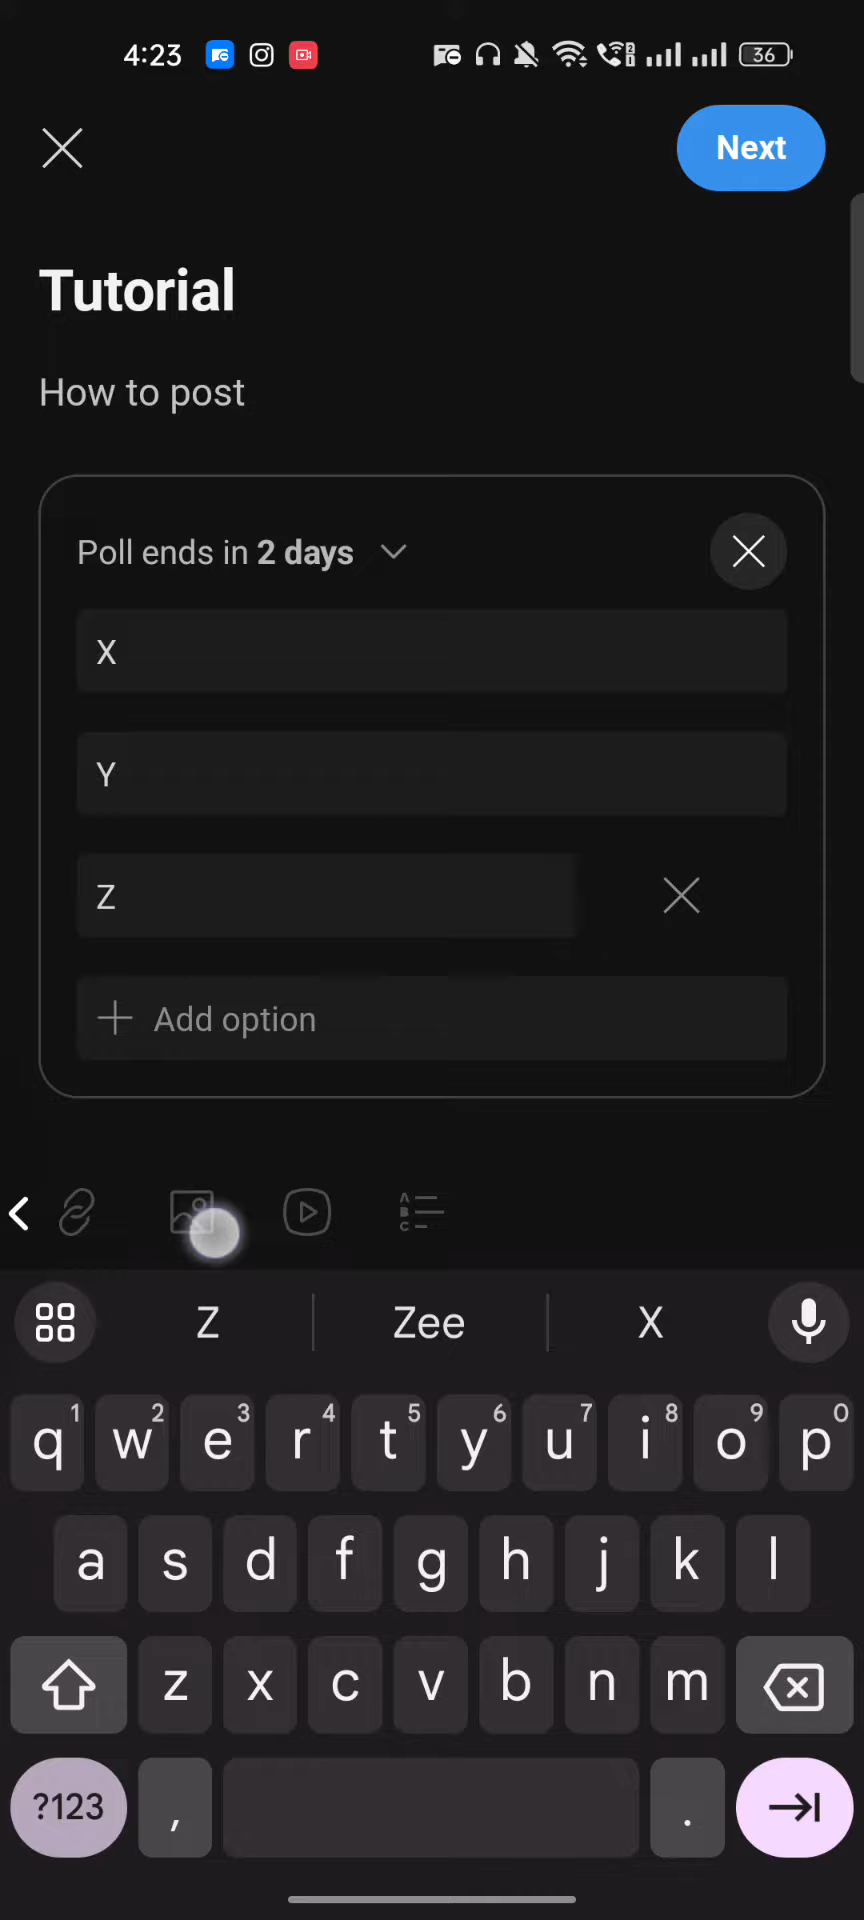 4:23
36
Next
Tutorial
How to post
Poll ends in 2 days
X
Y
Z
Add option
A
B
C
Z Zee X
q1 w2 e3 r4 t5 y6 u7 i8 o9 p0
a s d f g h j k l
z x c v b n m
?123 , .